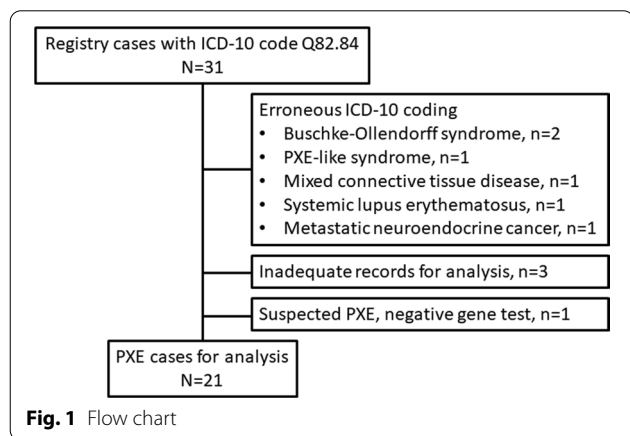 Registry cases with ICD-10 code Q82.84
N=31
Erroneous ICD-10 coding
• Buschke-Ollendorff syndrome, n=2
• PXE-like syndrome, n=1
• Mixed connective tissue disease, n=1
• Systemic lupus erythematosus, n=1
• Metastatic neuroendocrine cancer, n=1
Inadequate records for analysis, n=3
Suspected PXE, negative gene test, n=1
PXE cases for analysis
N=21
Fig. 1 Flow chart